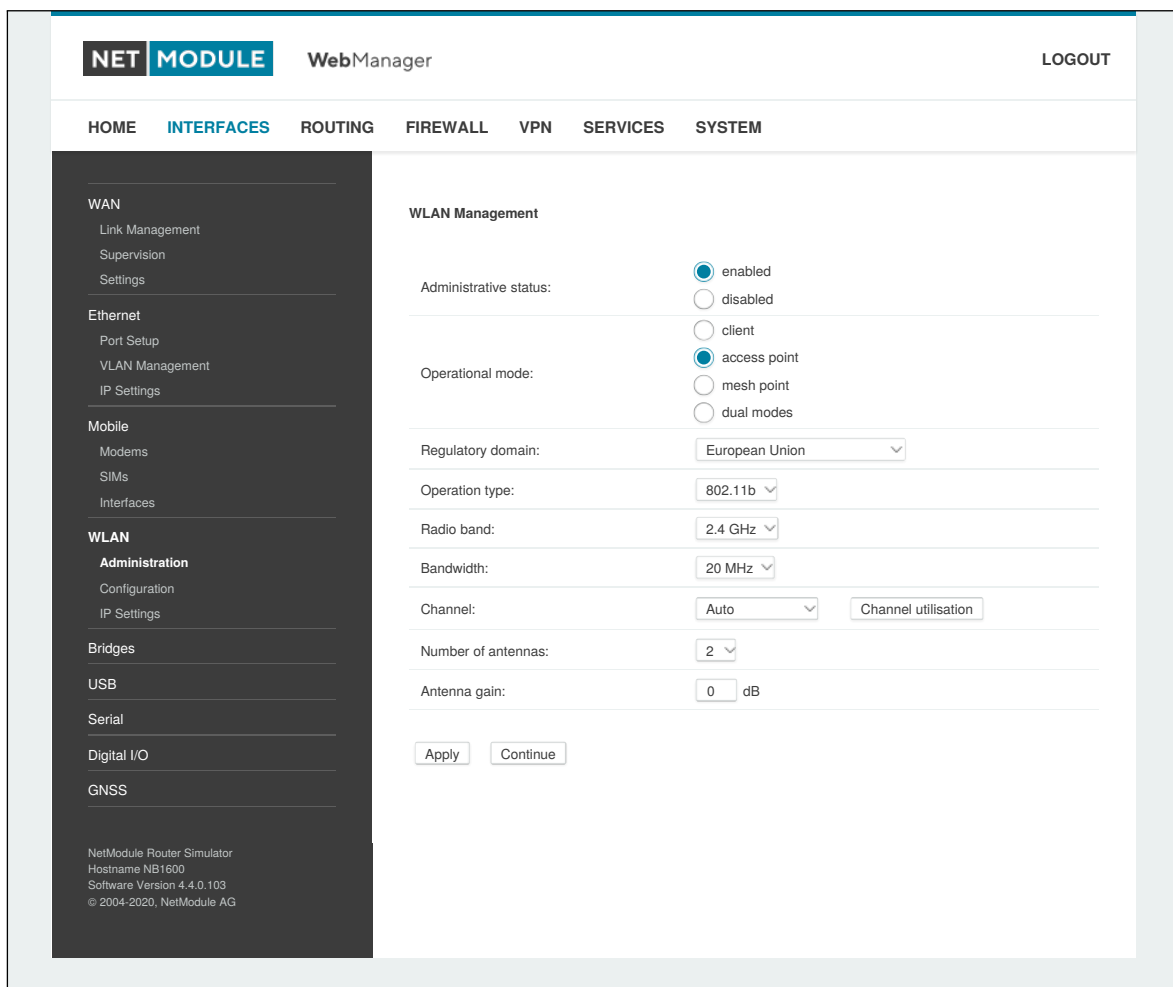 NET MODULE WebManager LOGOUT
HOME INTERFACES ROUTING FIREWALL VPN SERVICES SYSTEM
WAN
Link Management
Supervision
Settings
Ethernet
Port Setup
VLAN Management
IP Settings
Mobile
Modems
SIMs
Interfaces
WLAN
Administration
Configuration
IP Settings
Bridges
USB
Serial
Digital I/O
GNSS
NetModule Router Simulator
Hostname NB1600
Software Version 4.4.0.103
© 2004-2020, NetModule AG
WLAN Management
Administrative status:
enabled
disabled
Operational mode:
client
access point
mesh point
dual modes
Regulatory domain: European Union
Operation type: 802.11b
Radio band: 2.4 GHz
Bandwidth: 20 MHz
Channel: Auto Channel utilisation
Number of antennas: 2
Antenna gain: 0 dB
Apply Continue